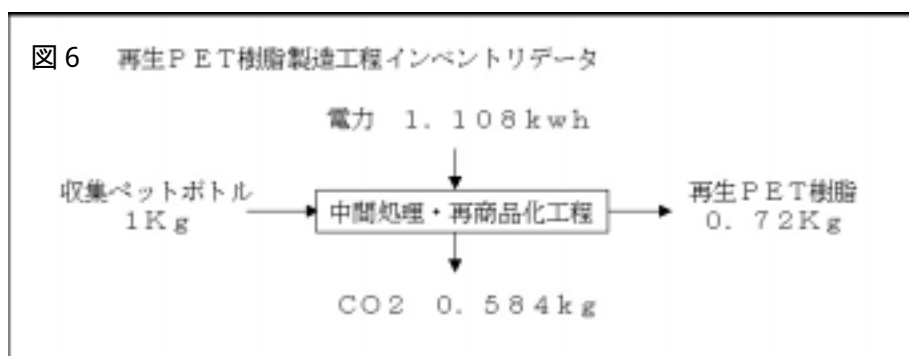 図6 再生PET樹脂製造工程インベントリデータ
電力 1.108kwh
収集ペットボトル
1Kg
中間処理・再商品化工程
再生PET樹脂
0.72Kg
CO2 0.584kg